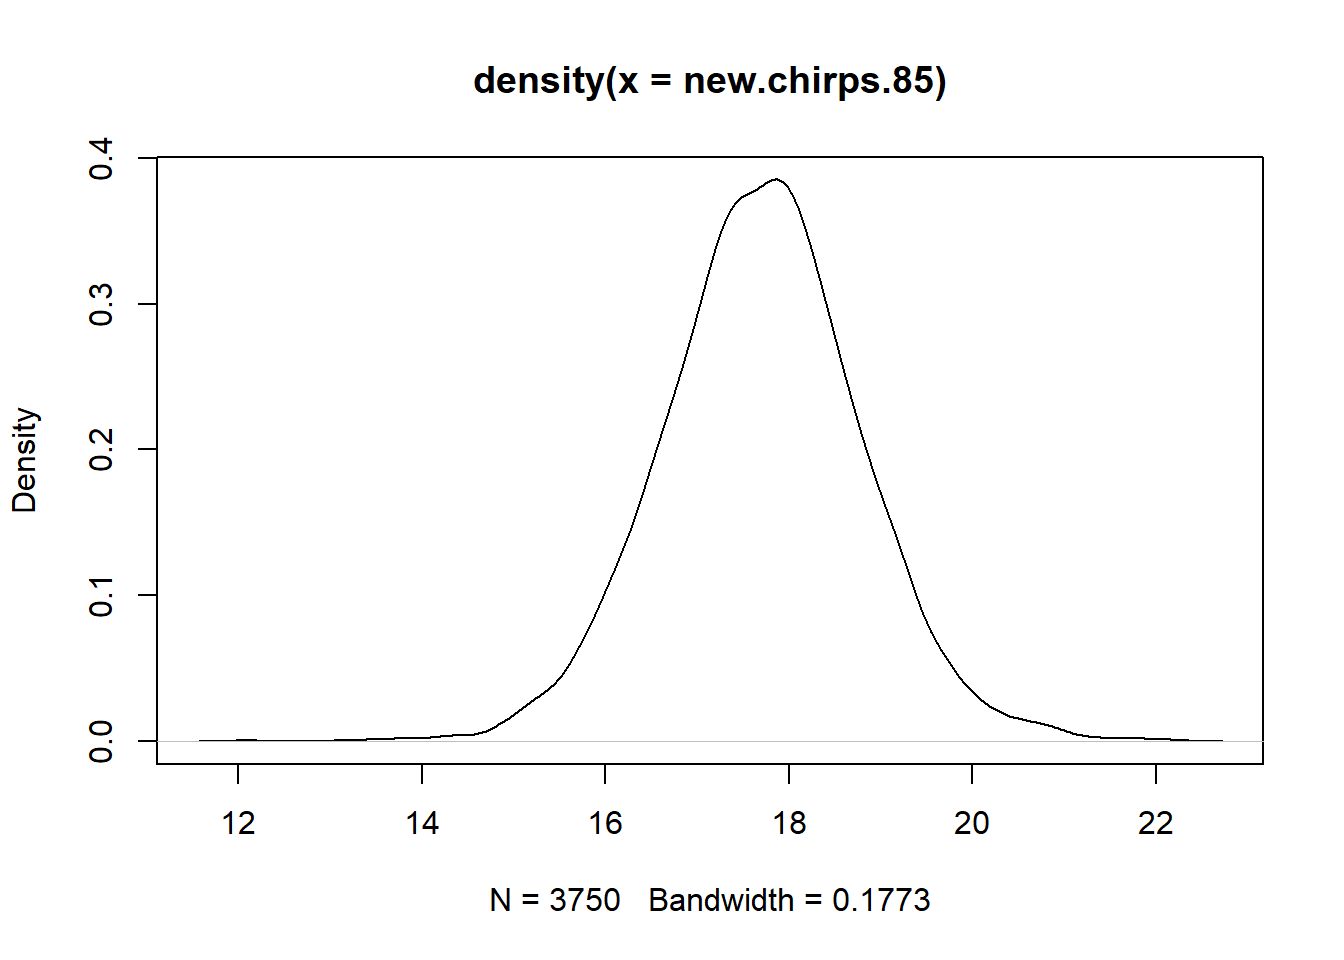 density(x = new.chirps.85)
Density
0.4
0.3
0.2
0.1
0.0
12 14 16 18 20 22
N = 3750   Bandwidth = 0.1773